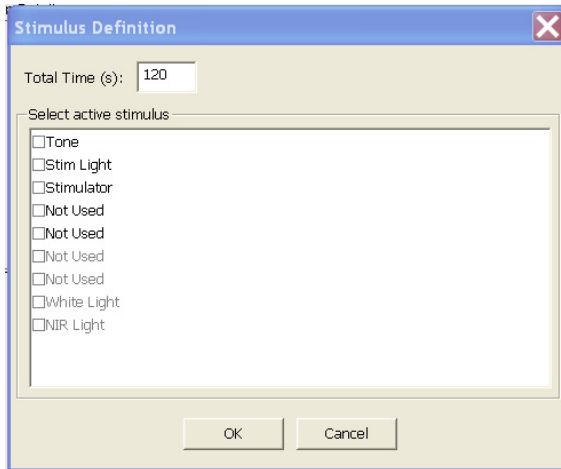 Stimulus Definition
Total Time (s): 120
Select active stimulus
Tone
Stim Light
Stimulator
Not Used
Not Used
Not Used
Not Used
White Light
NIR Light
OK Cancel